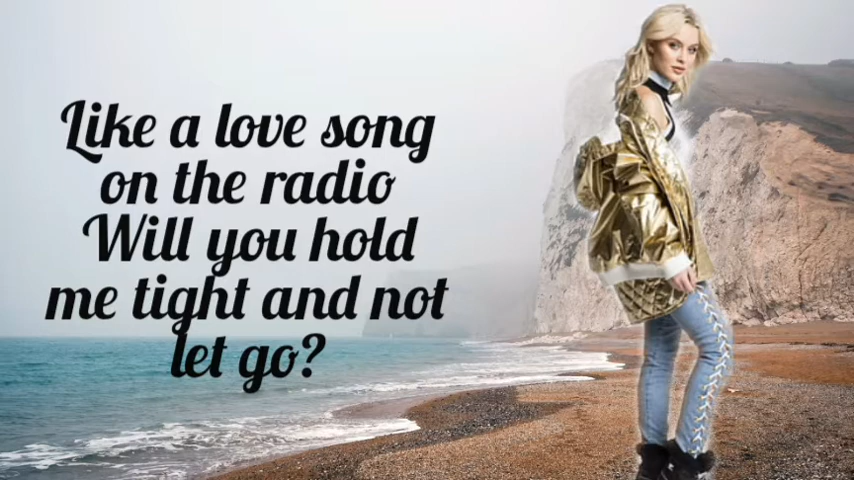 Like a love song
on the radio
Will you hold
me tight and not
let go?